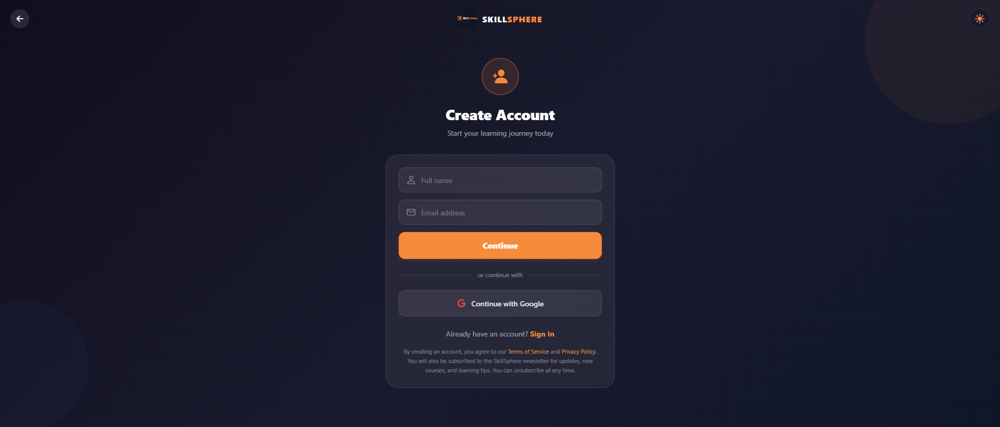 SkillSphere SKILLSPHERE
Create Account
Start your learning journey today
Full name
Email address
Continue
or continue with
Continue with Google
Already have an account? Sign In
By creating an account, you agree to our Terms of Service and Privacy Policy.
You will also be subscribed to the SkillSphere newsletter for updates, new
courses, and learning tips. You can unsubscribe at any time.